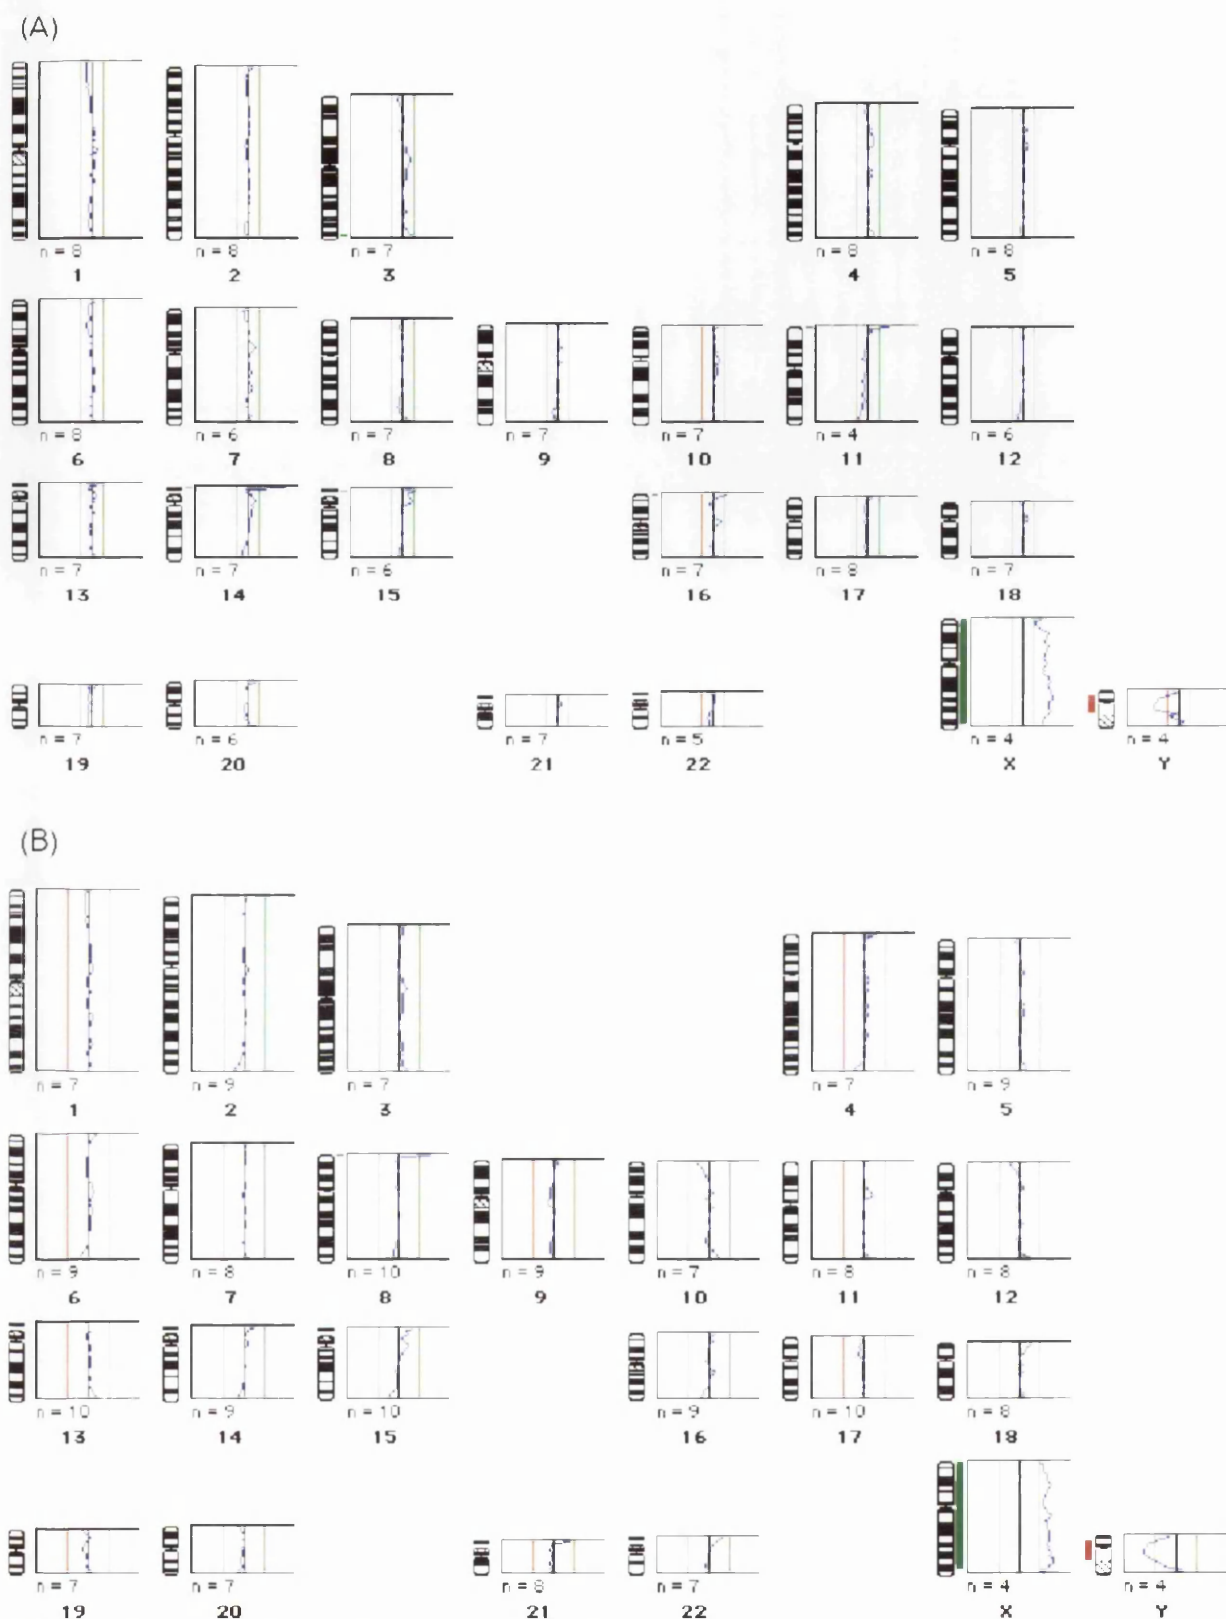 (A)
n = 8 n = 8 n = 7 n = 8 n = 8
1 2 3 4 5
n = 8 n = 6 n = 7 n = 7 n = 7 n = 4 n = 6
6 7 8 9 10 11 12
n = 7 n = 7 n = 6 n = 7 n = 8 n = 7
13 14 15 16 17 18
n = 7 n = 6 n = 7 n = 5 n = 4 n = 4
19 20 21 22 X Y
(B)
n = 7 n = 9 n = 7 n = 7 n = 9
1 2 3 4 5
n = 9 n = 8 n = 10 n = 9 n = 7 n = 8 n = 8
6 7 8 9 10 11 12
n = 10 n = 9 n = 10 n = 9 n = 10 n = 8
13 14 15 16 17 18
n = 7 n = 7 n = 8 n = 7 n = 4 n = 4
19 20 21 22 X Y